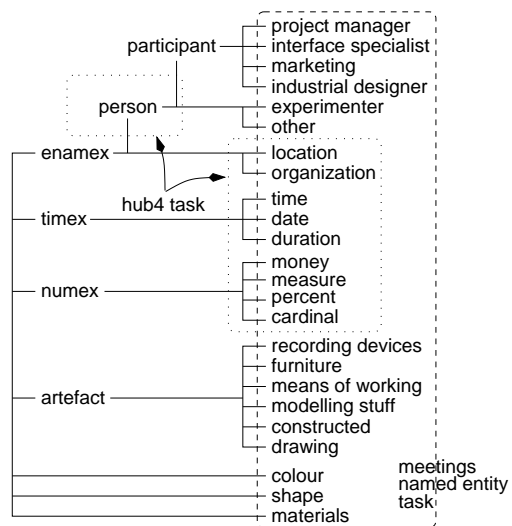 project manager
participant
interface specialist
marketing
industrial designer
person
experimenter
other
enamex
location
organization
hub4 task
time
timex
date
duration
money
measure
numex
percent
cardinal
recording devices
furniture
means of working
artefact
modelling stuff
constructed
drawing
colour
meetings
named entity
task
shape
materials